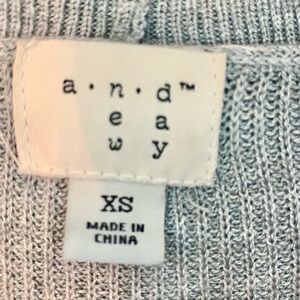 a · n · d™
e a
w y
XS
MADE IN
CHINA